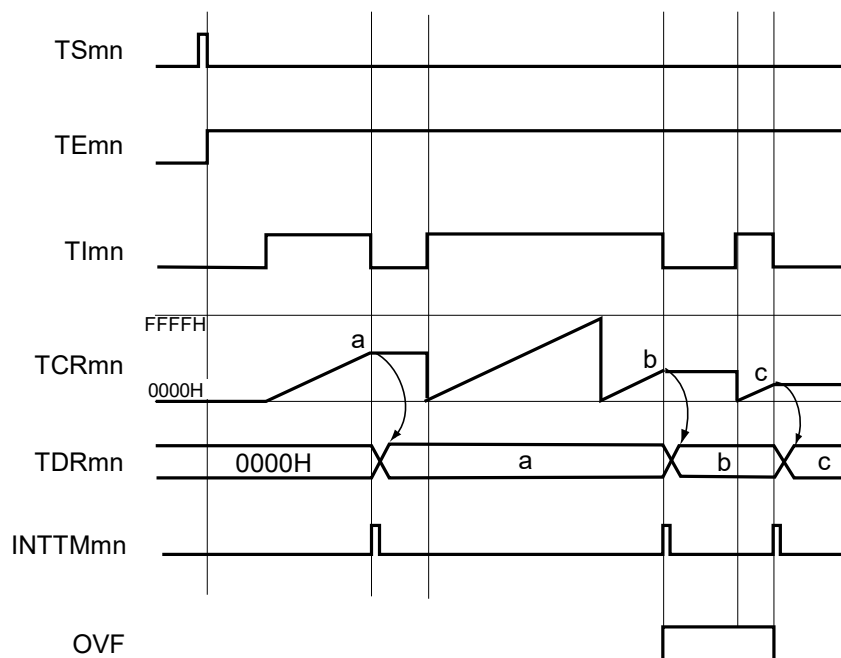 TSmn
TEmn
TImn
FFFFH
a
b
c
TCRmn
0000H
TDRmn
0000H
a
b
c
INTTMmn
OVF